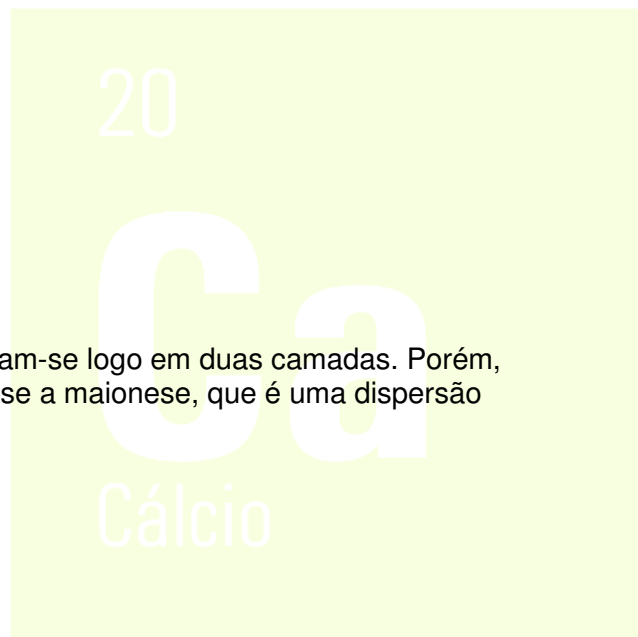 20
Ca
am-se logo em duas camadas. Porém,
se a maionese, que é uma dispersão
Cálcio